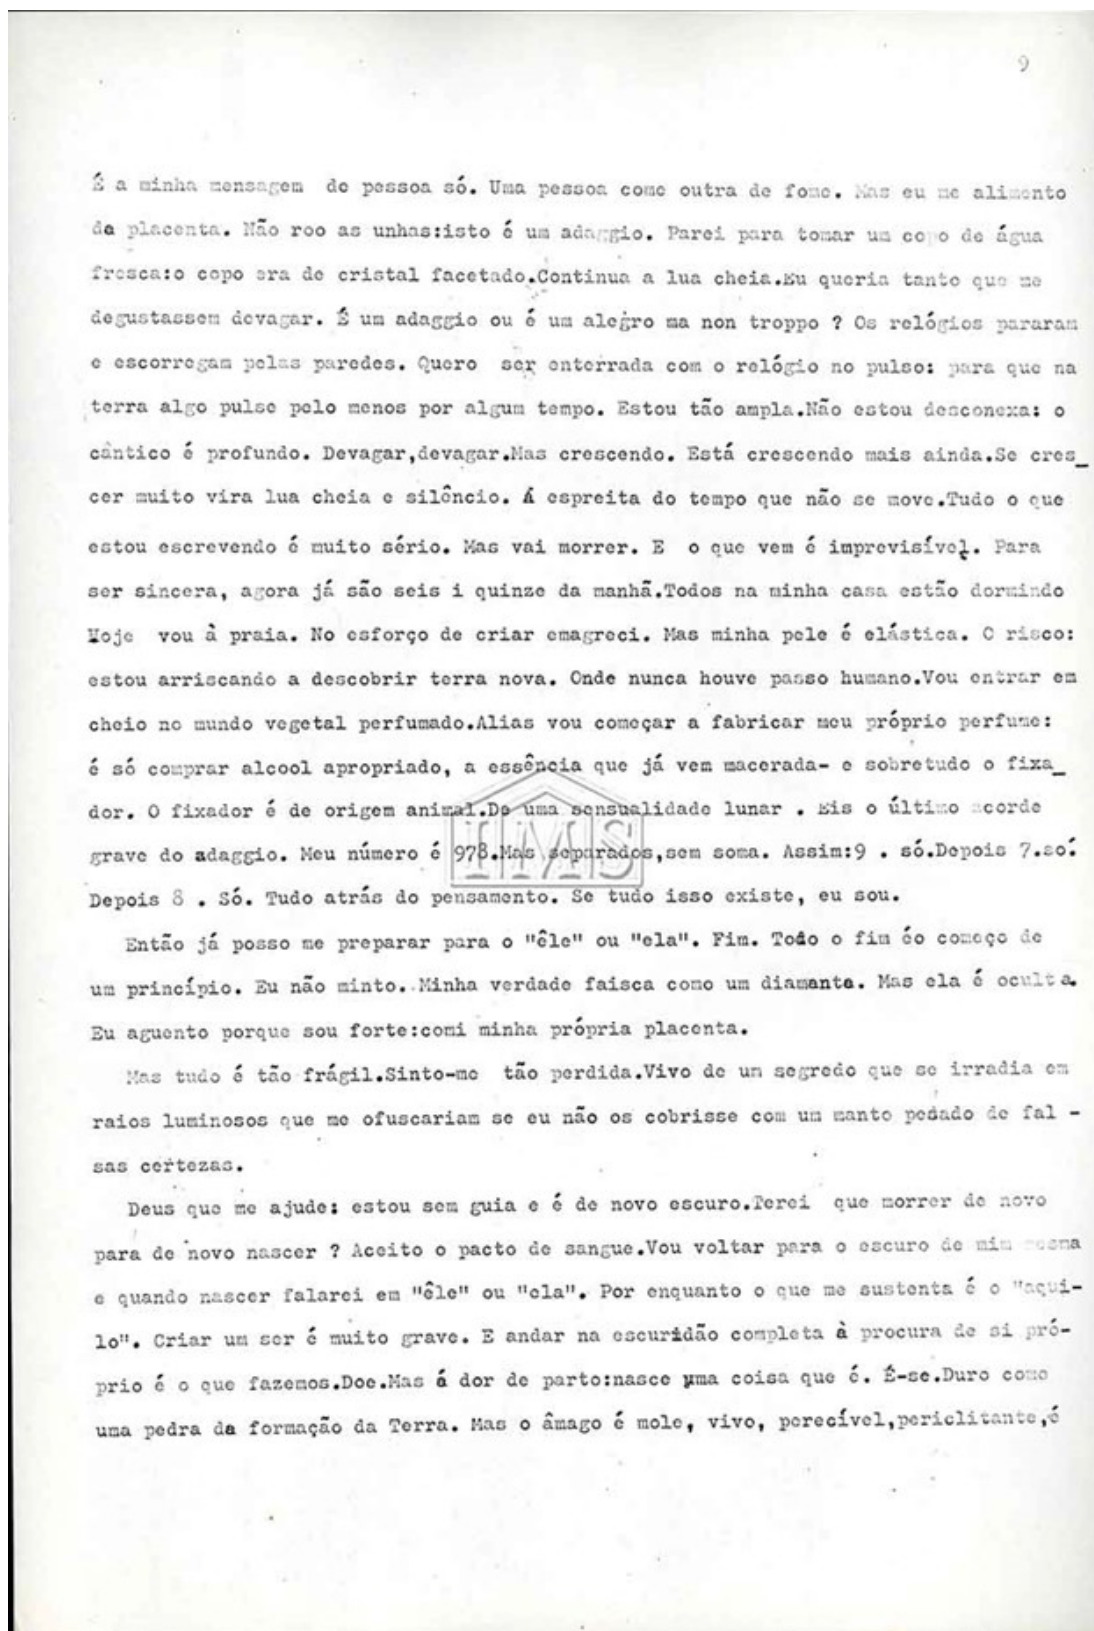 9
É a minha mensagem de pessoa só. Uma pessoa come outra de fome. Mas eu me alimento
da placenta. Não roo as unhas:isto é um adaggio. Parei para tomar um copo de água
fresca:o copo era de cristal facetado.Continua a lua cheia.Eu queria tanto que me
degustassem devagar. É um adaggio ou é um alegro ma non troppo ? Os relógios pararam
e escorregam pelas paredes. Quero ser enterrada com o relógio no pulso: para que na
terra algo pulse pelo menos por algum tempo. Estou tão ampla.Não estou desconexa: o
cântico é profundo. Devagar,devagar.Mas crescendo. Está crescendo mais ainda.Se cres_
cer muito vira lua cheia e silêncio. Á espreita do tempo que não se move.Tudo o que
estou escrevendo é muito sério. Mas vai morrer. E o que vem é imprevisível. Para
ser sincera, agora já são seis i quinze da manhã.Todos na minha casa estão dormindo
Hoje vou à praia. No esforço de criar emagreci. Mas minha pele é elástica. O risco:
estou arriscando a descobrir terra nova. Onde nunca houve passo humano.Vou entrar em
cheio no mundo vegetal perfumado.Alias vou começar a fabricar meu próprio perfume:
é só comprar alcool apropriado, a essência que já vem macerada- e sobretudo o fixa_
dor. O fixador é de origem animal.De uma sensualidade lunar . Eis o último acorde
grave do adaggio. Meu número é 978.Mas separados,sem soma. Assim:9 . só.Depois 7.só.
Depois 8 . Só. Tudo atrás do pensamento. Se tudo isso existe, eu sou.
Então já posso me preparar para o "êle" ou "ela". Fim. Todo o fim éo começo de
um princípio. Eu não minto. Minha verdade faisca como um diamante. Mas ela é oculta.
Eu aguento porque sou forte:comi minha própria placenta.
Mas tudo é tão frágil.Sinto-me tão perdida.Vivo de um segredo que se irradia em
raios luminosos que me ofuscariam se eu não os cobrisse com um manto pesado de fal -
sas certezas.
Deus que me ajude: estou sem guia e é de novo escuro.Terei que morrer de novo
para de novo nascer ? Aceito o pacto de sangue.Vou voltar para o escuro de mim mesma
e quando nascer falarei em "êle" ou "ela". Por enquanto o que me sustenta é o "aqui-
lo". Criar um ser é muito grave. E andar na escuridão completa à procura de si pró-
prio é o que fazemos.Doe.Mas á dor de parto:nasce uma coisa que é. É-se.Duro como
uma pedra da formação da Terra. Mas o âmago é mole, vivo, perecível,periclitante,é
IMS